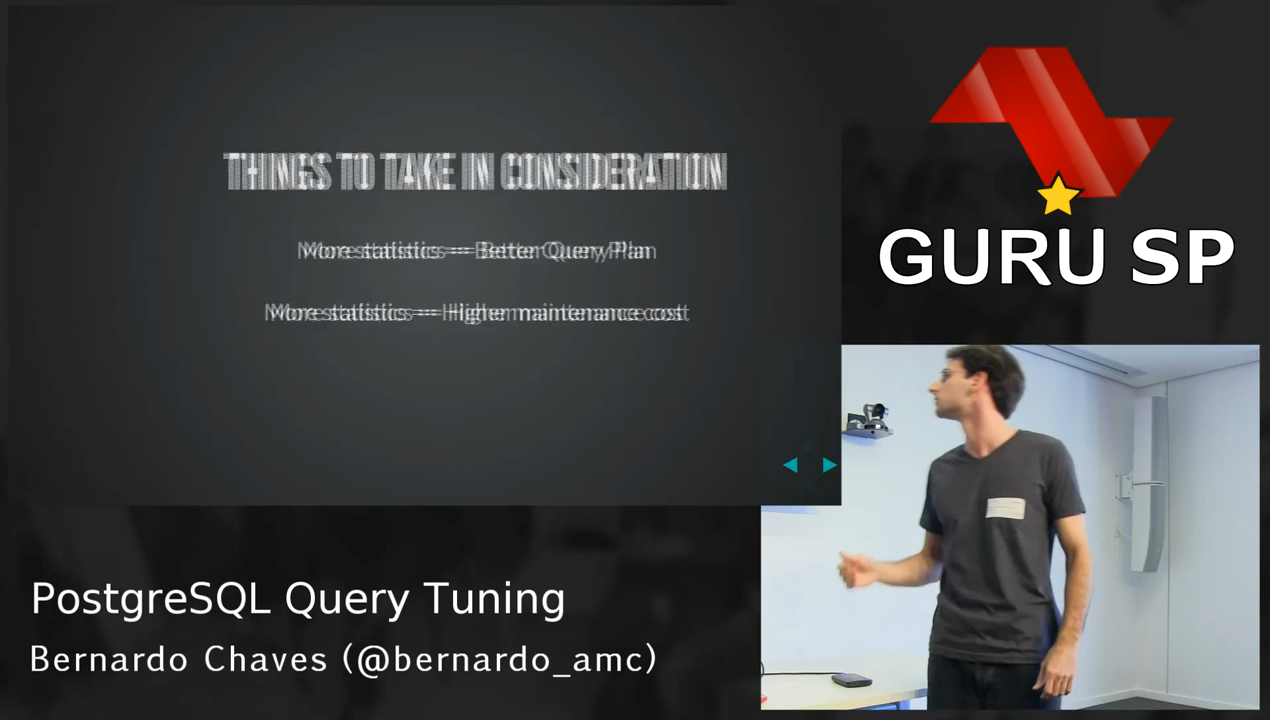 THINGS TO TAKE IN CONSIDERATION
More statistics == Better Query Plan
More statistics == Higher maintenance cost
GURU SP
PostgreSQL Query Tuning
Bernardo Chaves (@bernardo_amc)